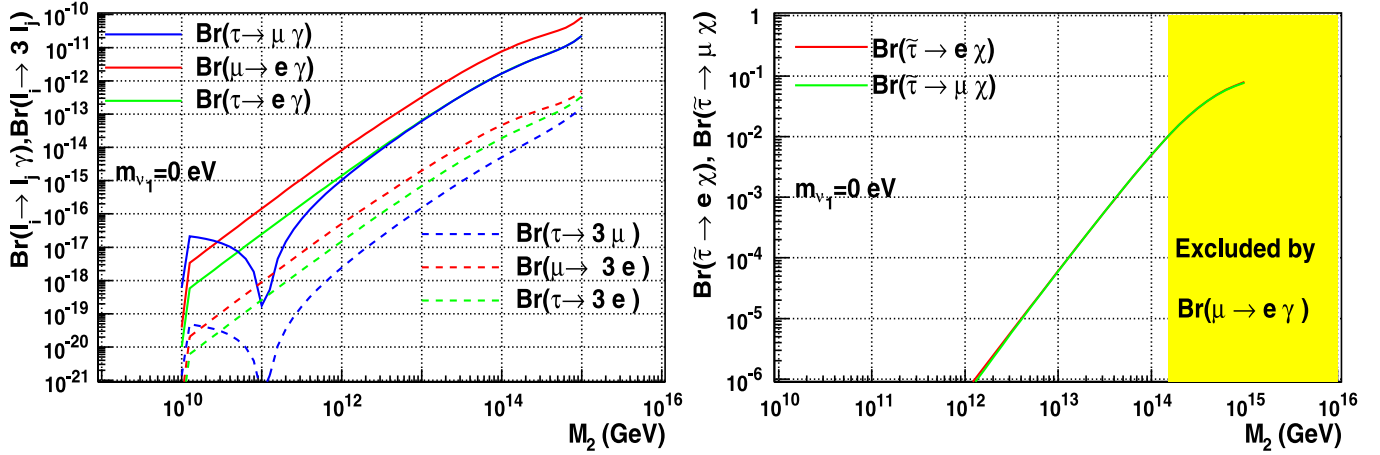 Br(l_i → l_j γ),Br(l_i → 3 l_j)
10^-10
10^-11
10^-12
10^-13
10^-14
10^-15
10^-16
10^-17
10^-18
10^-19
10^-20
10^-21
Br(τ→ μ γ)
Br(μ→ e γ)
Br(τ→ e γ)
m_ν1=0 eV
Br(τ→ 3 μ )
Br(μ→ 3 e )
Br(τ→ 3 e )
10^10
10^12
10^14
10^16
M_2 (GeV)
Br(τ̃ → e χ), Br(τ̃ → μ χ)
1
10^-1
10^-2
10^-3
10^-4
10^-5
10^-6
Br(τ̃ → e χ)
Br(τ̃ → μ χ)
m_ν1=0 eV
Excluded by
Br(μ → e γ )
10^10
10^11
10^12
10^13
10^14
10^15
10^16
M_2 (GeV)